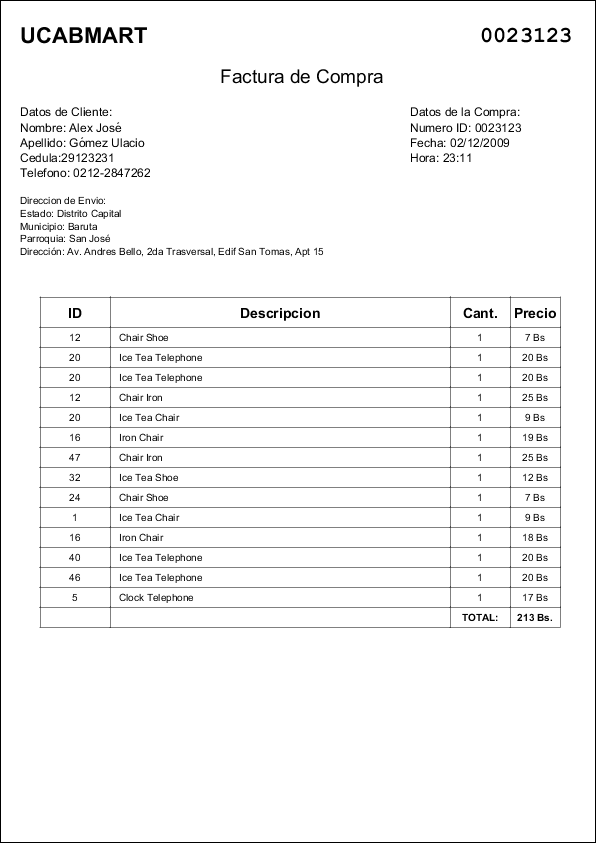 UCABMART 0023123
Factura de Compra
Datos de Cliente:
Nombre: Alex José
Apellido: Gómez Ulacio
Cedula:29123231
Telefono: 0212-2847262
Datos de la Compra:
Numero ID: 0023123
Fecha: 02/12/2009
Hora: 23:11
Direccion de Envio:
Estado: Distrito Capital
Municipio: Baruta
Parroquia: San José
Dirección: Av. Andres Bello, 2da Trasversal, Edif San Tomas, Apt 15
ID Descripcion Cant. Precio
12 Chair Shoe 1 7 Bs
20 Ice Tea Telephone 1 20 Bs
20 Ice Tea Telephone 1 20 Bs
12 Chair Iron 1 25 Bs
20 Ice Tea Chair 1 9 Bs
16 Iron Chair 1 19 Bs
47 Chair Iron 1 25 Bs
32 Ice Tea Shoe 1 12 Bs
24 Chair Shoe 1 7 Bs
1 Ice Tea Chair 1 9 Bs
16 Iron Chair 1 18 Bs
40 Ice Tea Telephone 1 20 Bs
46 Ice Tea Telephone 1 20 Bs
5 Clock Telephone 1 17 Bs
TOTAL: 213 Bs.